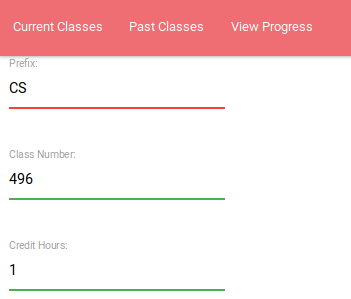 Current Classes Past Classes View Progress
Prefix:
CS
Class Number:
496
Credit Hours:
1